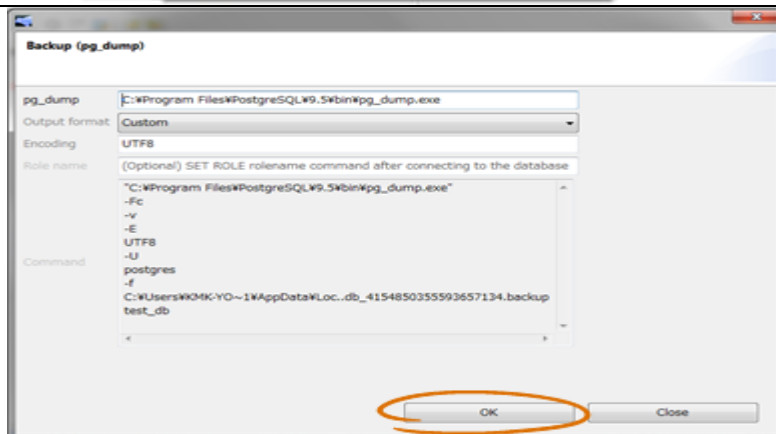 Backup (pg_dump)
pg_dump C:¥Program Files¥PostgreSQL¥9.5¥bin¥pg_dump.exe
Output format Custom
Encoding UTF8
Role name (Optional) SET ROLE rolename command after connecting to the database
"C:¥Program Files¥PostgreSQL¥9.5¥bin¥pg_dump.exe"
-Fc
-v
-E
UTF8
-U
Command
postgres
-f
C:¥Users¥KMK-YO~1¥AppData¥Loc..db_4154850355593657134.backup
test_db
OK Close